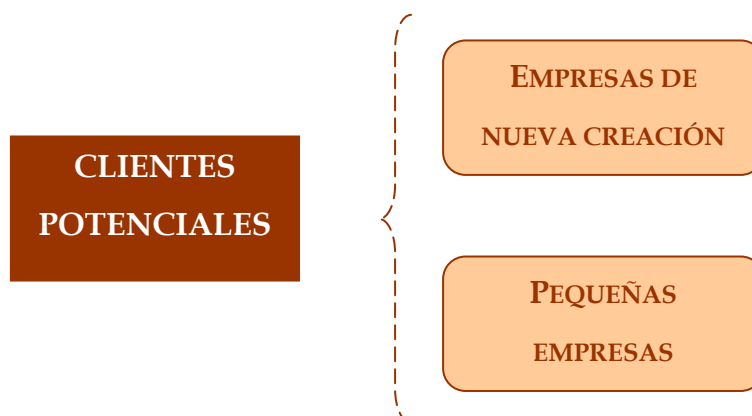 CLIENTES
POTENCIALES
EMPRESAS DE
NUEVA CREACIÓN
PEQUEÑAS
EMPRESAS